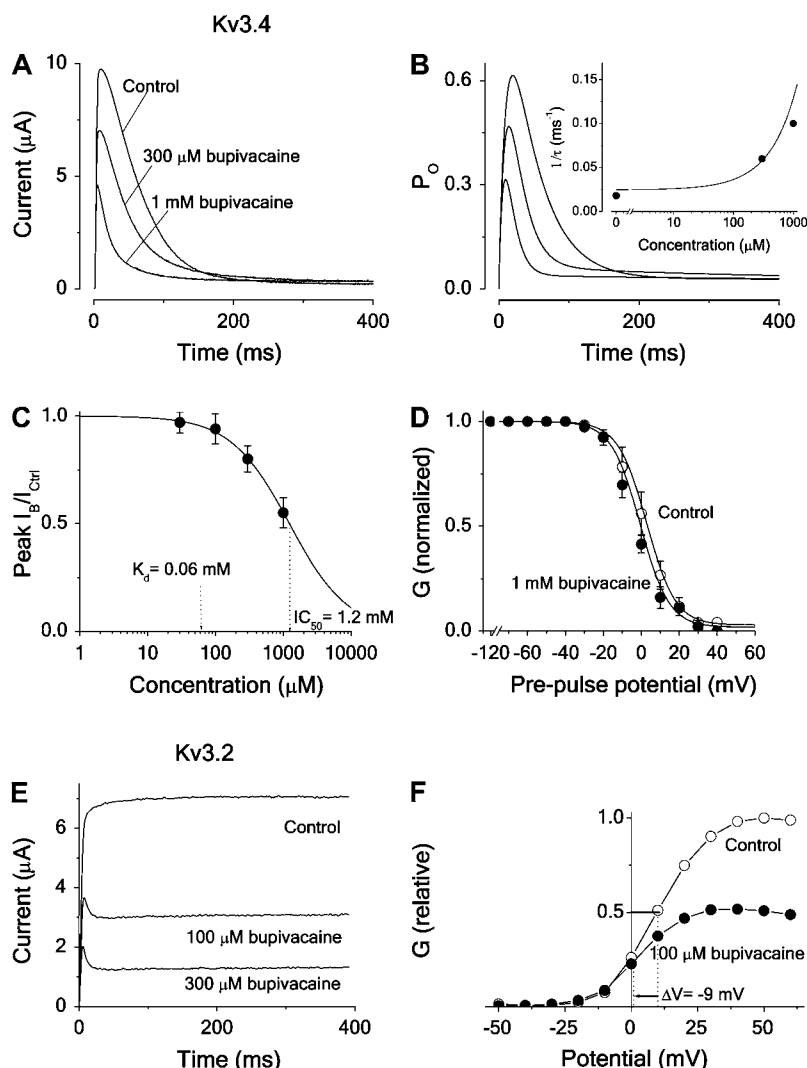 Kv3.4
A
10
5
0
Current (μA)
Control
300 μM bupivacaine
1 mM bupivacaine
0
200
400
Time (ms)
B
0.6
0.3
0.0
P_O
0
200
400
Time (ms)
0.15
0.10
0.05
0.00
1/τ (ms⁻¹)
0
10
100
1000
Concentration (μM)
C
1.0
0.5
0.0
Peak I_B/I_Ctrl
K_d= 0.06 mM
IC_50= 1.2 mM
1
10
100
1000
10000
Concentration (μM)
D
1.0
0.5
0.0
G (normalized)
Control
1 mM bupivacaine
-120
-60
-40
-20
0
20
40
60
Pre-pulse potential (mV)
Kv3.2
E
6
4
2
0
Current (μA)
Control
100 μM bupivacaine
300 μM bupivacaine
0
200
400
Time (ms)
F
1.0
0.5
G (relative)
Control
100 μM bupivacaine
ΔV= -9 mV
-50
-25
0
25
50
Potential (mV)